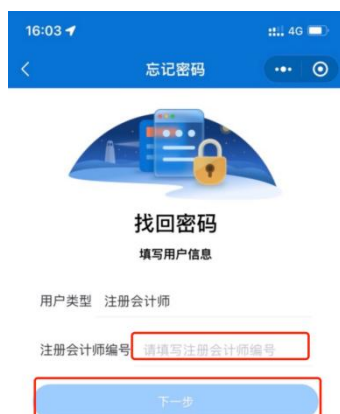 16:03 4G
忘记密码
找回密码
填写用户信息
用户类型 注册会计师
注册会计师编号 请填写注册会计师编号
下一步